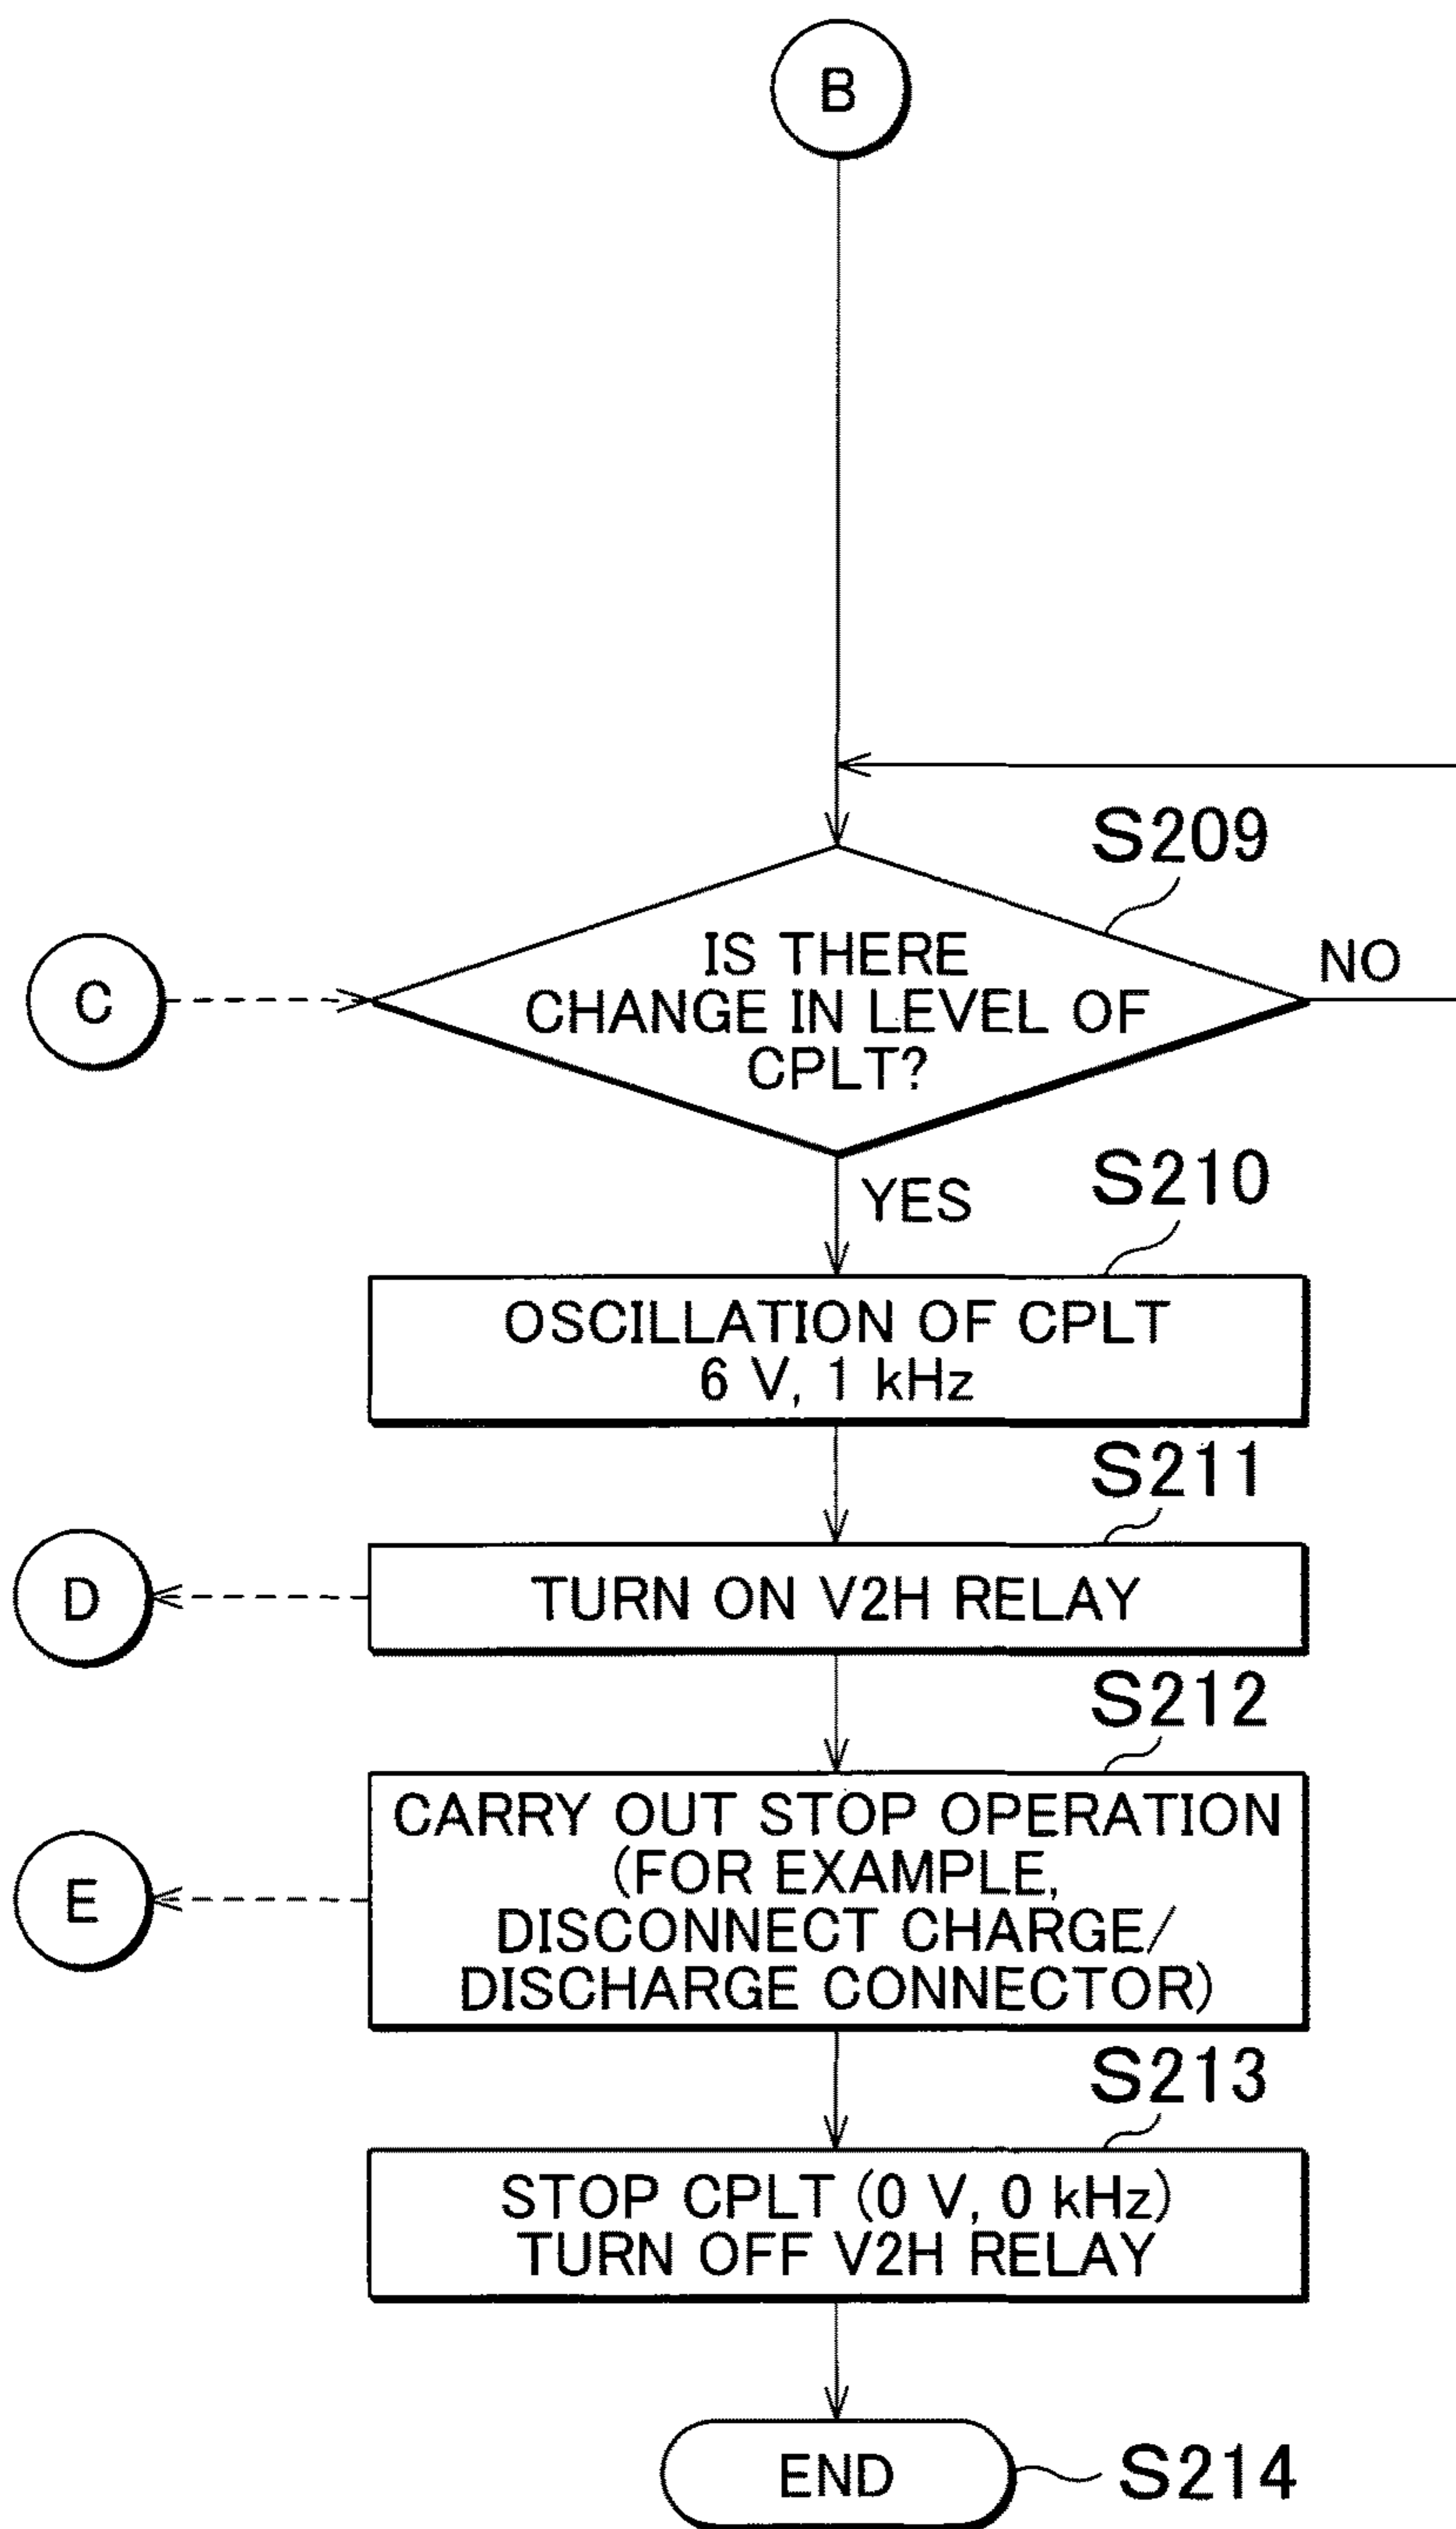 B
S209
IS THERE
CHANGE IN LEVEL OF
CPLT?
NO
C
YES
S210
OSCILLATION OF CPLT
6 V, 1 kHz
S211
TURN ON V2H RELAY
D
S212
CARRY OUT STOP OPERATION
(FOR EXAMPLE,
DISCONNECT CHARGE/
DISCHARGE CONNECTOR)
E
S213
STOP CPLT (0 V, 0 kHz)
TURN OFF V2H RELAY
END
S214